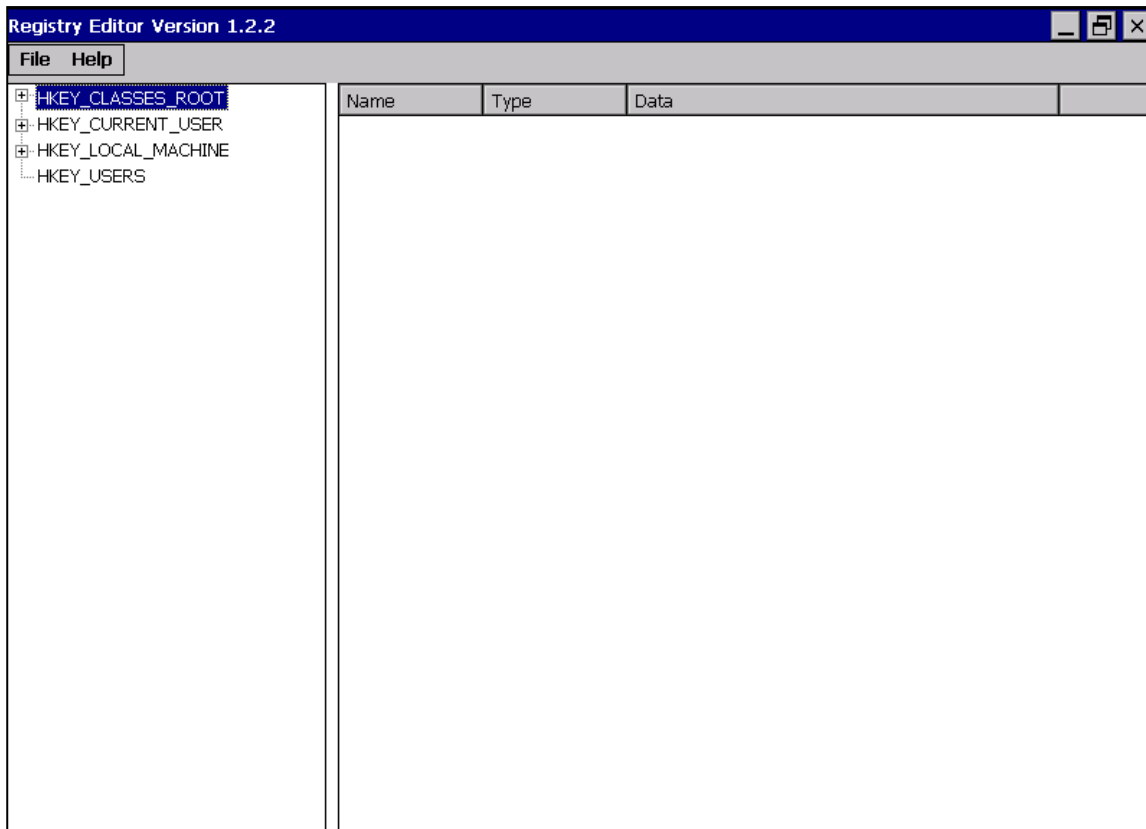 Registry Editor Version 1.2.2
File Help
HKEY_CLASSES_ROOT
HKEY_CURRENT_USER
HKEY_LOCAL_MACHINE
HKEY_USERS
Name Type Data